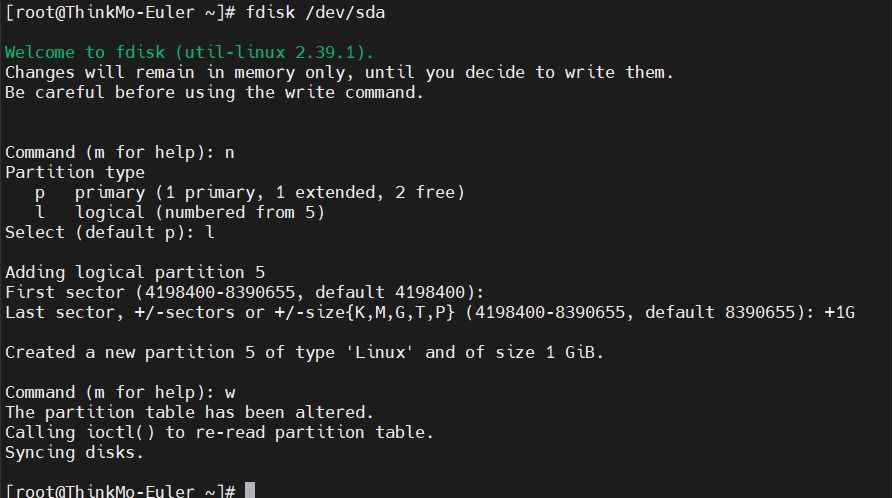 [root@ThinkMo-Euler ~]# fdisk /dev/sda
Welcome to fdisk (util-linux 2.39.1).
Changes will remain in memory only, until you decide to write them.
Be careful before using the write command.
Command (m for help): n
Partition type
   p   primary (1 primary, 1 extended, 2 free)
   l   logical (numbered from 5)
Select (default p): l
Adding logical partition 5
First sector (4198400-8390655, default 4198400):
Last sector, +/-sectors or +/-size{K,M,G,T,P} (4198400-8390655, default 8390655): +1G
Created a new partition 5 of type 'Linux' and of size 1 GiB.
Command (m for help): w
The partition table has been altered.
Calling ioctl() to re-read partition table.
Syncing disks.
[root@ThinkMo-Euler ~]#